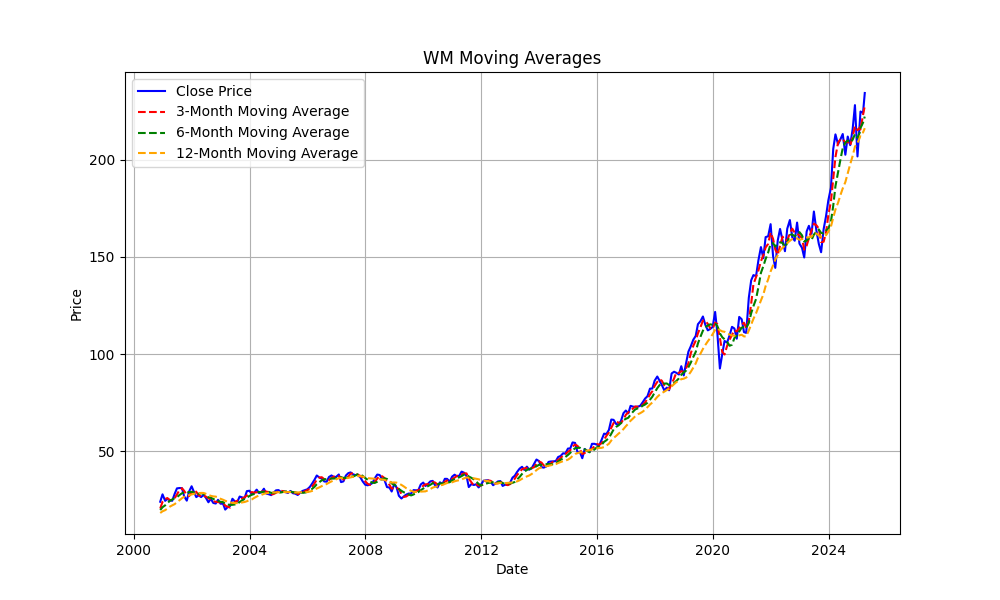 WM Moving Averages
Close Price
3-Month Moving Average
6-Month Moving Average
12-Month Moving Average
200
150
100
50
Price
2000 2004 2008 2012 2016 2020 2024
Date